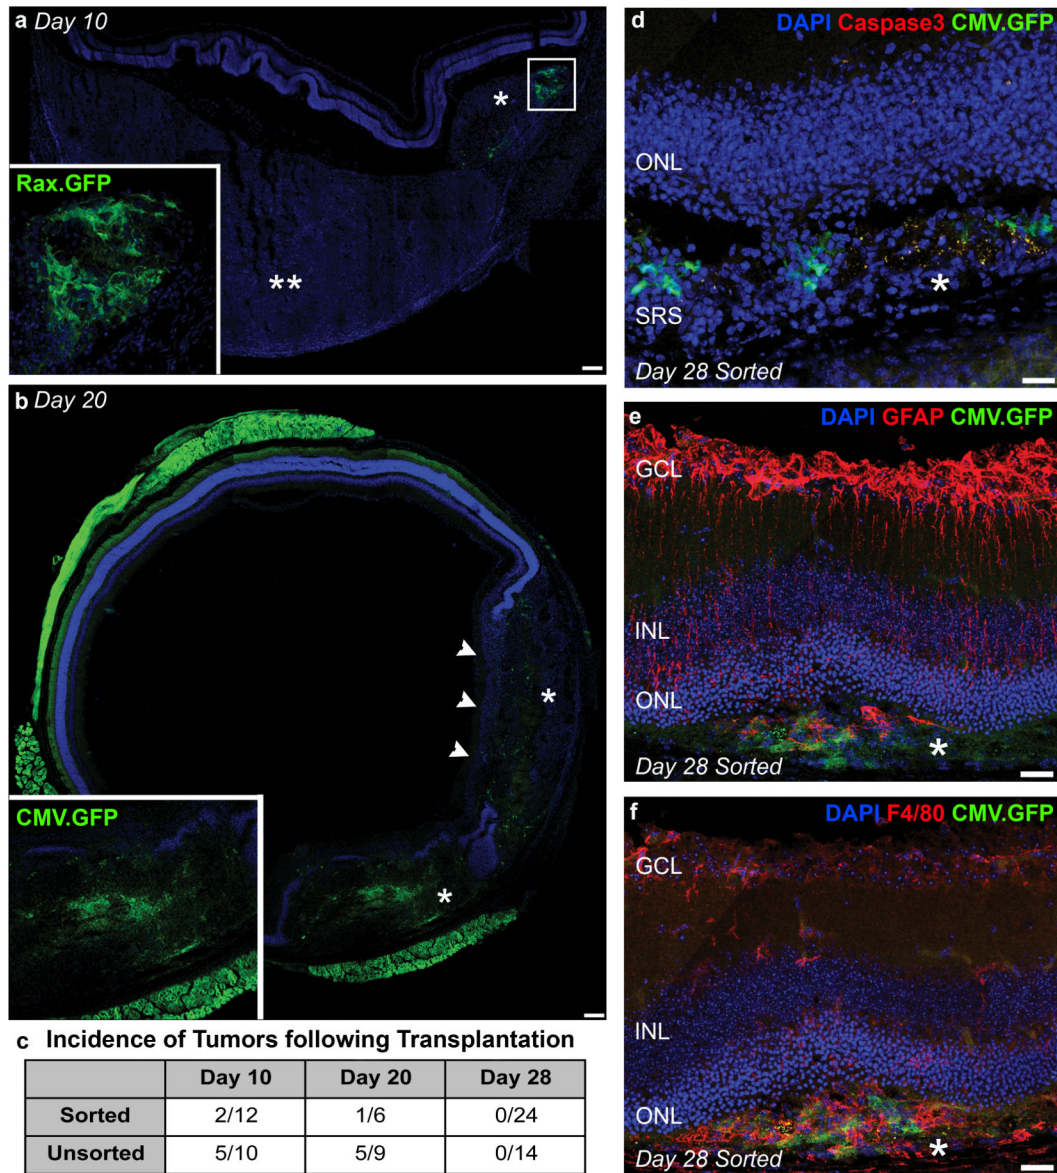 a Day 10
*
Rax.GFP
**
b Day 20
*
CMV.GFP
*
c Incidence of Tumors following Transplantation
Day 10 Day 20 Day 28
Sorted 2/12 1/6 0/24
Unsorted 5/10 5/9 0/14
d DAPI Caspase3 CMV.GFP
ONL
*
SRS
Day 28 Sorted
e DAPI GFAP CMV.GFP
GCL
INL
ONL
*
Day 28 Sorted
f DAPI F4/80 CMV.GFP
GCL
INL
ONL
*
Day 28 Sorted